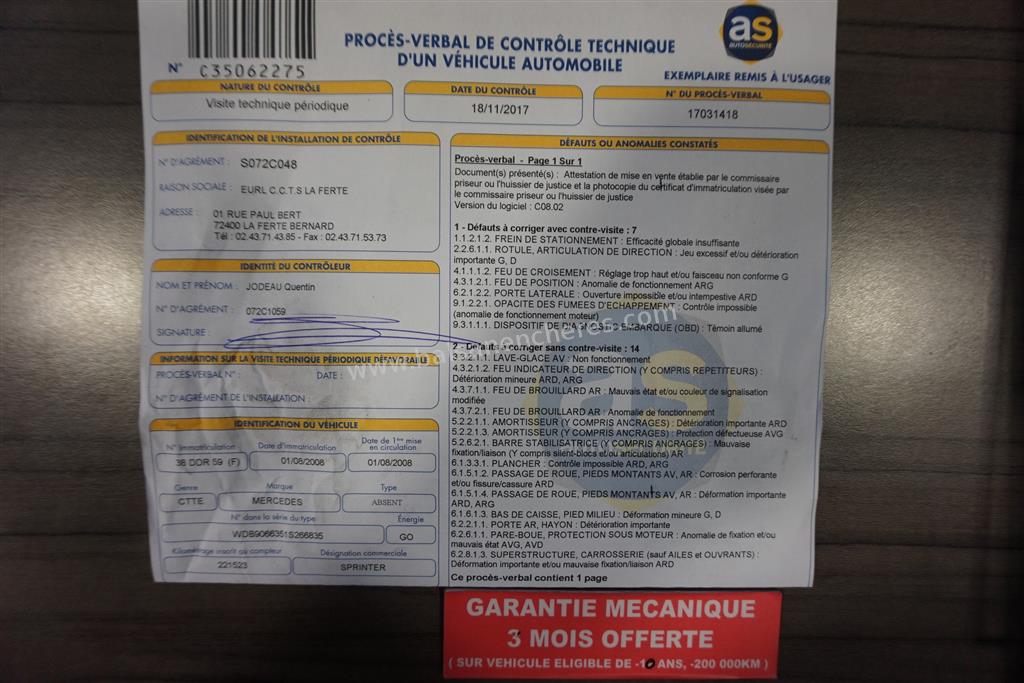 as
AUTOSÉCURITÉ
PROCÈS-VERBAL DE CONTRÔLE TECHNIQUE
D'UN VÉHICULE AUTOMOBILE
N° C35062275
EXEMPLAIRE REMIS À L'USAGER
NATURE DU CONTRÔLE
Visite technique périodique
DATE DU CONTRÔLE
18/11/2017
N° DU PROCÈS-VERBAL
17031418
IDENTIFICATION DE L'INSTALLATION DE CONTRÔLE
N° D'AGRÉMENT : S072C048
RAISON SOCIALE : EURL C.C.T.S LA FERTE
ADRESSE : 01 RUE PAUL BERT
72400 LA FERTE BERNARD
Tél : 02.43.71.43.85 - Fax : 02.43.71.53.73
IDENTITÉ DU CONTRÔLEUR
NOM ET PRÉNOM : JODEAU Quentin
N° D'AGRÉMENT : 072C1059
SIGNATURE :
INFORMATION SUR LA VISITE TECHNIQUE PÉRIODIQUE DÉFAVORABLE
PROCÈS-VERBAL N° : DATE :
N° D'AGRÉMENT DE L'INSTALLATION :
IDENTIFICATION DU VÉHICULE
N° Immatriculation Date d'immatriculation Date de 1ère mise
en circulation
36 DDR 59 (F) 01/08/2008 01/08/2008
Genre Marque Type
CTTE MERCEDES ABSENT
N° dans la série du type Énergie
WDB9066351S266835 GO
Kilométrage inscrit au compteur Désignation commerciale
221523 SPRINTER
DÉFAUTS OU ANOMALIES CONSTATÉS
Procès-verbal - Page 1 Sur 1
Document(s) présenté(s) : Attestation de mise en vente établie par le commissaire
priseur ou l'huissier de justice et la photocopie du certificat d'immatriculation visée par
le commissaire priseur ou l'huissier de justice
Version du logiciel : C08.02
1 - Défauts à corriger avec contre-visite : 7
1.1.2.1.2. FREIN DE STATIONNEMENT : Efficacité globale insuffisante
2.2.6.1.1. ROTULE, ARTICULATION DE DIRECTION : Jeu excessif et/ou détérioration
importante G, D
4.1.1.1.2. FEU DE CROISEMENT : Réglage trop haut et/ou faisceau non conforme G
4.3.1.2.1. FEU DE POSITION : Anomalie de fonctionnement ARG
6.2.1.2.2. PORTE LATERALE : Ouverture impossible et/ou intempestive ARD
9.1.2.2.1. OPACITE DES FUMEES D'ECHAPPEMENT : Contrôle impossible
(anomalie de fonctionnement moteur)
9.3.1.1.1. DISPOSITIF DE DIAGNOSTIC EMBARQUE (OBD) : Témoin allumé
2 - Défauts à corriger sans contre-visite : 14
3.3.2.1.1. LAVE-GLACE AV : Non fonctionnement
4.3.2.1.2. FEU INDICATEUR DE DIRECTION (Y COMPRIS REPETITEURS) :
Détérioration mineure ARD, ARG
4.3.7.1.1. FEU DE BROUILLARD AR : Mauvais état et/ou couleur de signalisation
modifiée
4.3.7.2.1. FEU DE BROUILLARD AR : Anomalie de fonctionnement
5.2.2.1.1. AMORTISSEUR (Y COMPRIS ANCRAGES) : Détérioration importante ARD
5.2.2.1.3. AMORTISSEUR (Y COMPRIS ANCRAGES) : Protection défectueuse AVG
5.2.6.2.1. BARRE STABILISATRICE (Y COMPRIS ANCRAGES) : Mauvaise
fixation/liaison (Y compris silent-blocs et/ou articulations) AR
6.1.3.3.1. PLANCHER : Contrôle impossible ARD, ARG
6.1.5.1.2. PASSAGE DE ROUE, PIEDS MONTANTS AV, AR : Corrosion perforante
et/ou fissure/cassure ARD
6.1.5.1.4. PASSAGE DE ROUE, PIEDS MONTANTS AV, AR : Déformation importante
ARD, ARG
6.1.6.1.3. BAS DE CAISSE, PIED MILIEU : Déformation mineure G, D
6.2.2.1.1. PORTE AR, HAYON : Détérioration importante
6.2.6.1.1. PARE-BOUE, PROTECTION SOUS MOTEUR : Anomalie de fixation et/ou
mauvais état AVG, AVD
6.2.8.1.3. SUPERSTRUCTURE, CARROSSERIE (sauf AILES et OUVRANTS) :
Déformation importante et/ou mauvaise fixation/liaison ARD
Ce procès-verbal contient 1 page
GARANTIE MECANIQUE
3 MOIS OFFERTE
( SUR VEHICULE ELIGIBLE DE -10 ANS, -200 000KM )